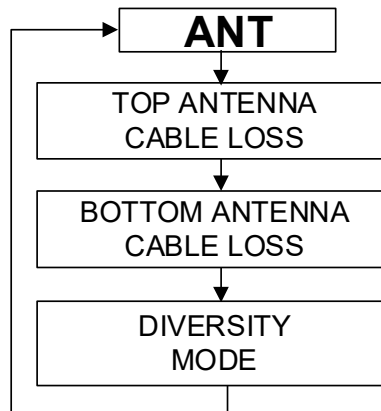 ANT
TOP ANTENNA
CABLE LOSS
BOTTOM ANTENNA
CABLE LOSS
DIVERSITY
MODE